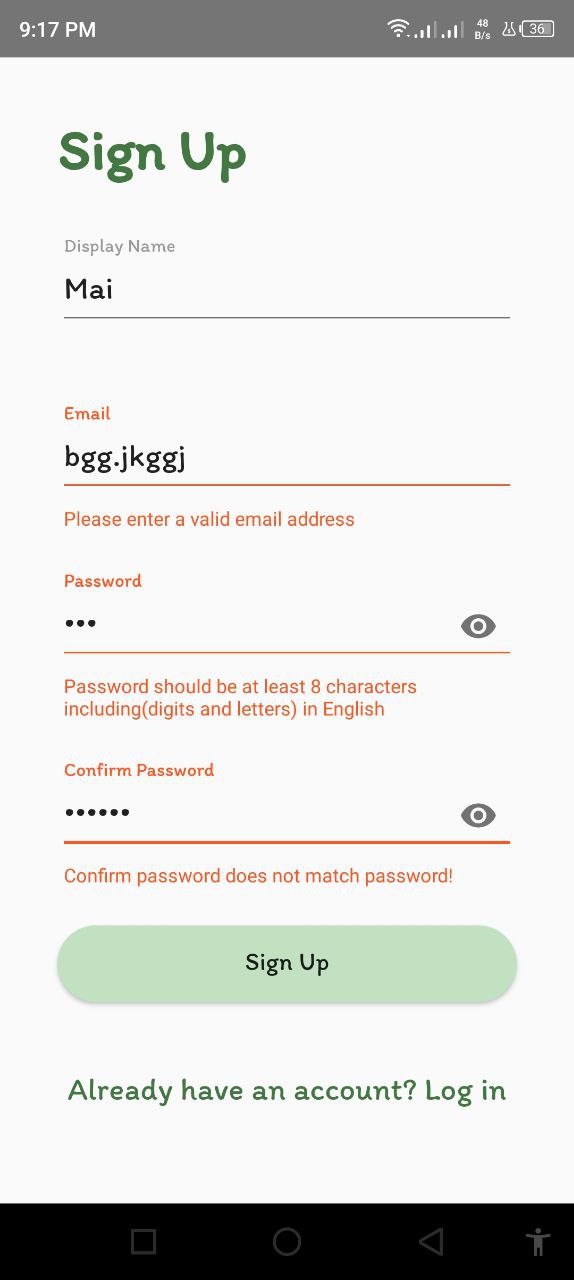 9:17 PM
48
B/s
36
Sign Up
Display Name
Mai
Email
bgg.jkggj
Please enter a valid email address
Password
•••
Password should be at least 8 characters
including(digits and letters) in English
Confirm Password
••••••
Confirm password does not match password!
Sign Up
Already have an account? Log in